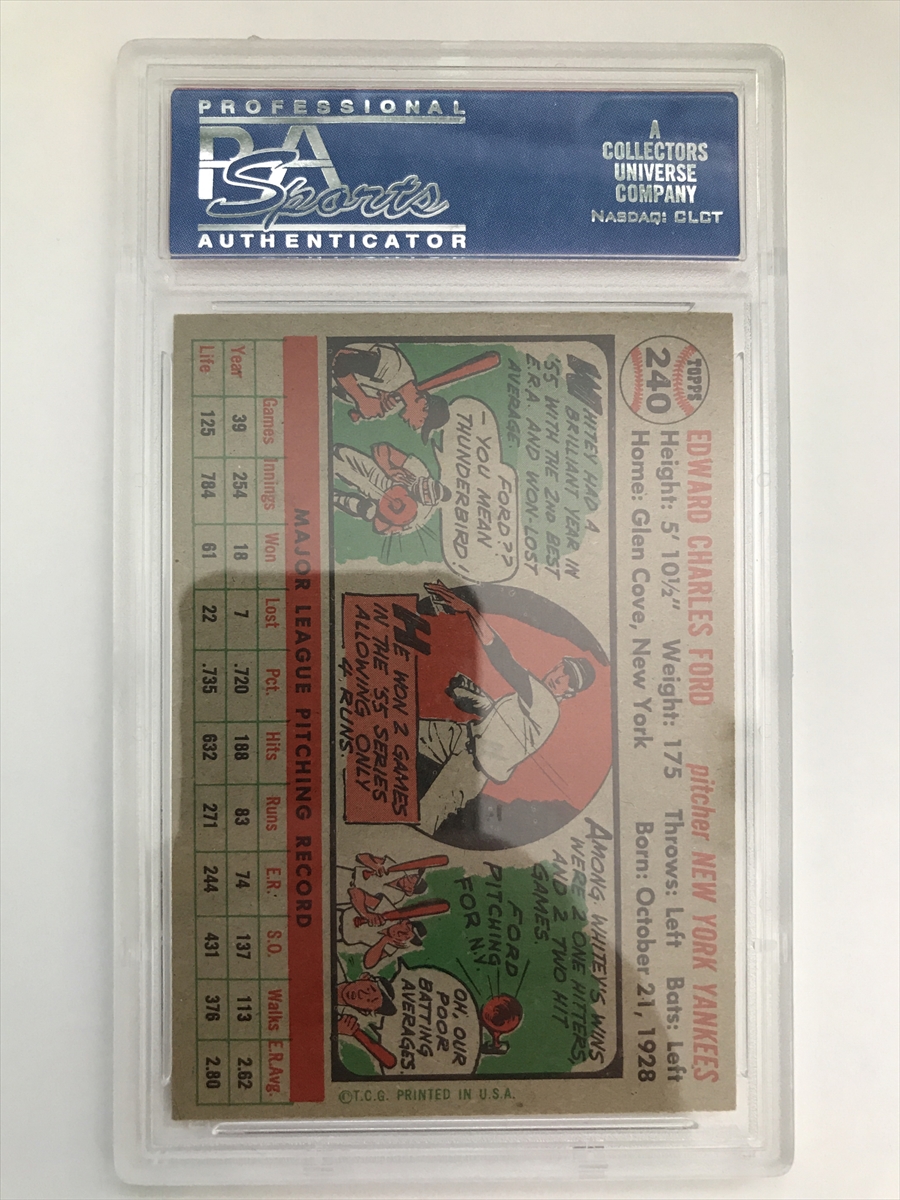 PROFESSIONAL
PSA
Sports
AUTHENTICATOR
A
COLLECTORS
UNIVERSE
COMPANY
NASDAQ: CLCT
TOPPS
240
EDWARD CHARLES FORD pitcher NEW YORK YANKEES
Height: 5' 10½" Weight: 175 Throws: Left Bats: Left
Home: Glen Cove, New York Born: October 21, 1928
WHITEY HAD A
BRILLIANT YEAR IN
'55 WITH THE 2ND BEST
E.R.A. AND WON-LOST
AVERAGE.
FORD??
- YOU MEAN
THUNDERBIRD!
HE WON 2 GAMES
IN THE '55 SERIES
ALLOWING ONLY
4 RUNS.
AMONG WHITEY'S WINS
WERE 2 ONE HITTERS,
AND 2 TWO HIT
GAMES.
FORD
PITCHING
FOR N.Y.
OH, OUR
POOR
BATTING
AVERAGES.
MAJOR LEAGUE PITCHING RECORD
Games Innings Won Lost Pct. Hits Runs E.R. S.O. Walks E.R.Avg.
Year 39 254 18 7 .720 188 83 74 137 113 2.62
Life 125 784 61 22 .735 632 271 244 431 376 2.80
©T.C.G. PRINTED IN U.S.A.